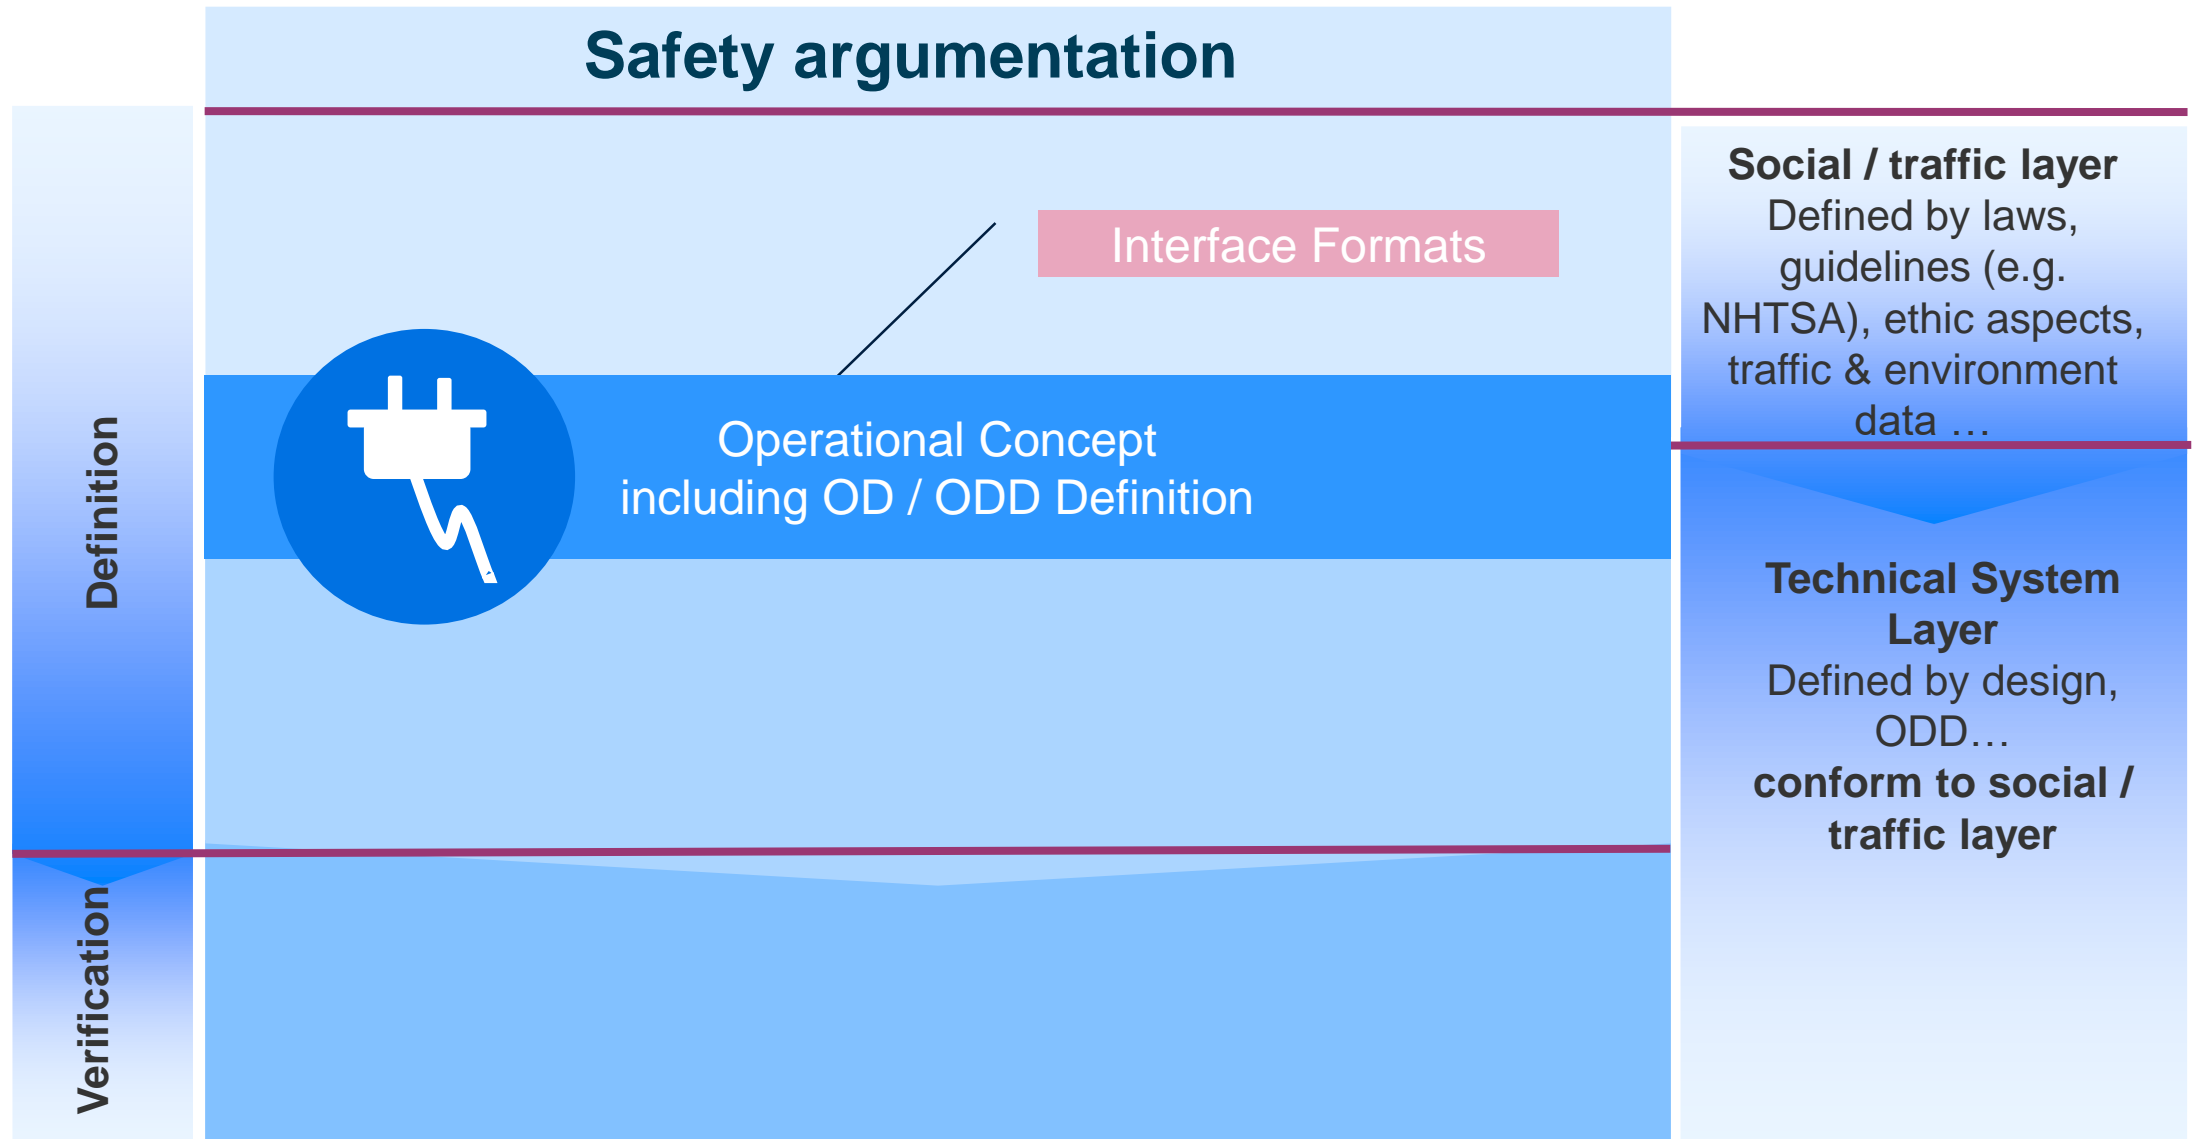 Safety argumentation
Definition
Verification
Interface Formats
Operational Concept
including OD / ODD Definition
Social / traffic layer
Defined by laws,
guidelines (e.g.
NHTSA), ethic aspects,
traffic & environment
data …
Technical System
Layer
Defined by design,
ODD…
conform to social /
traffic layer